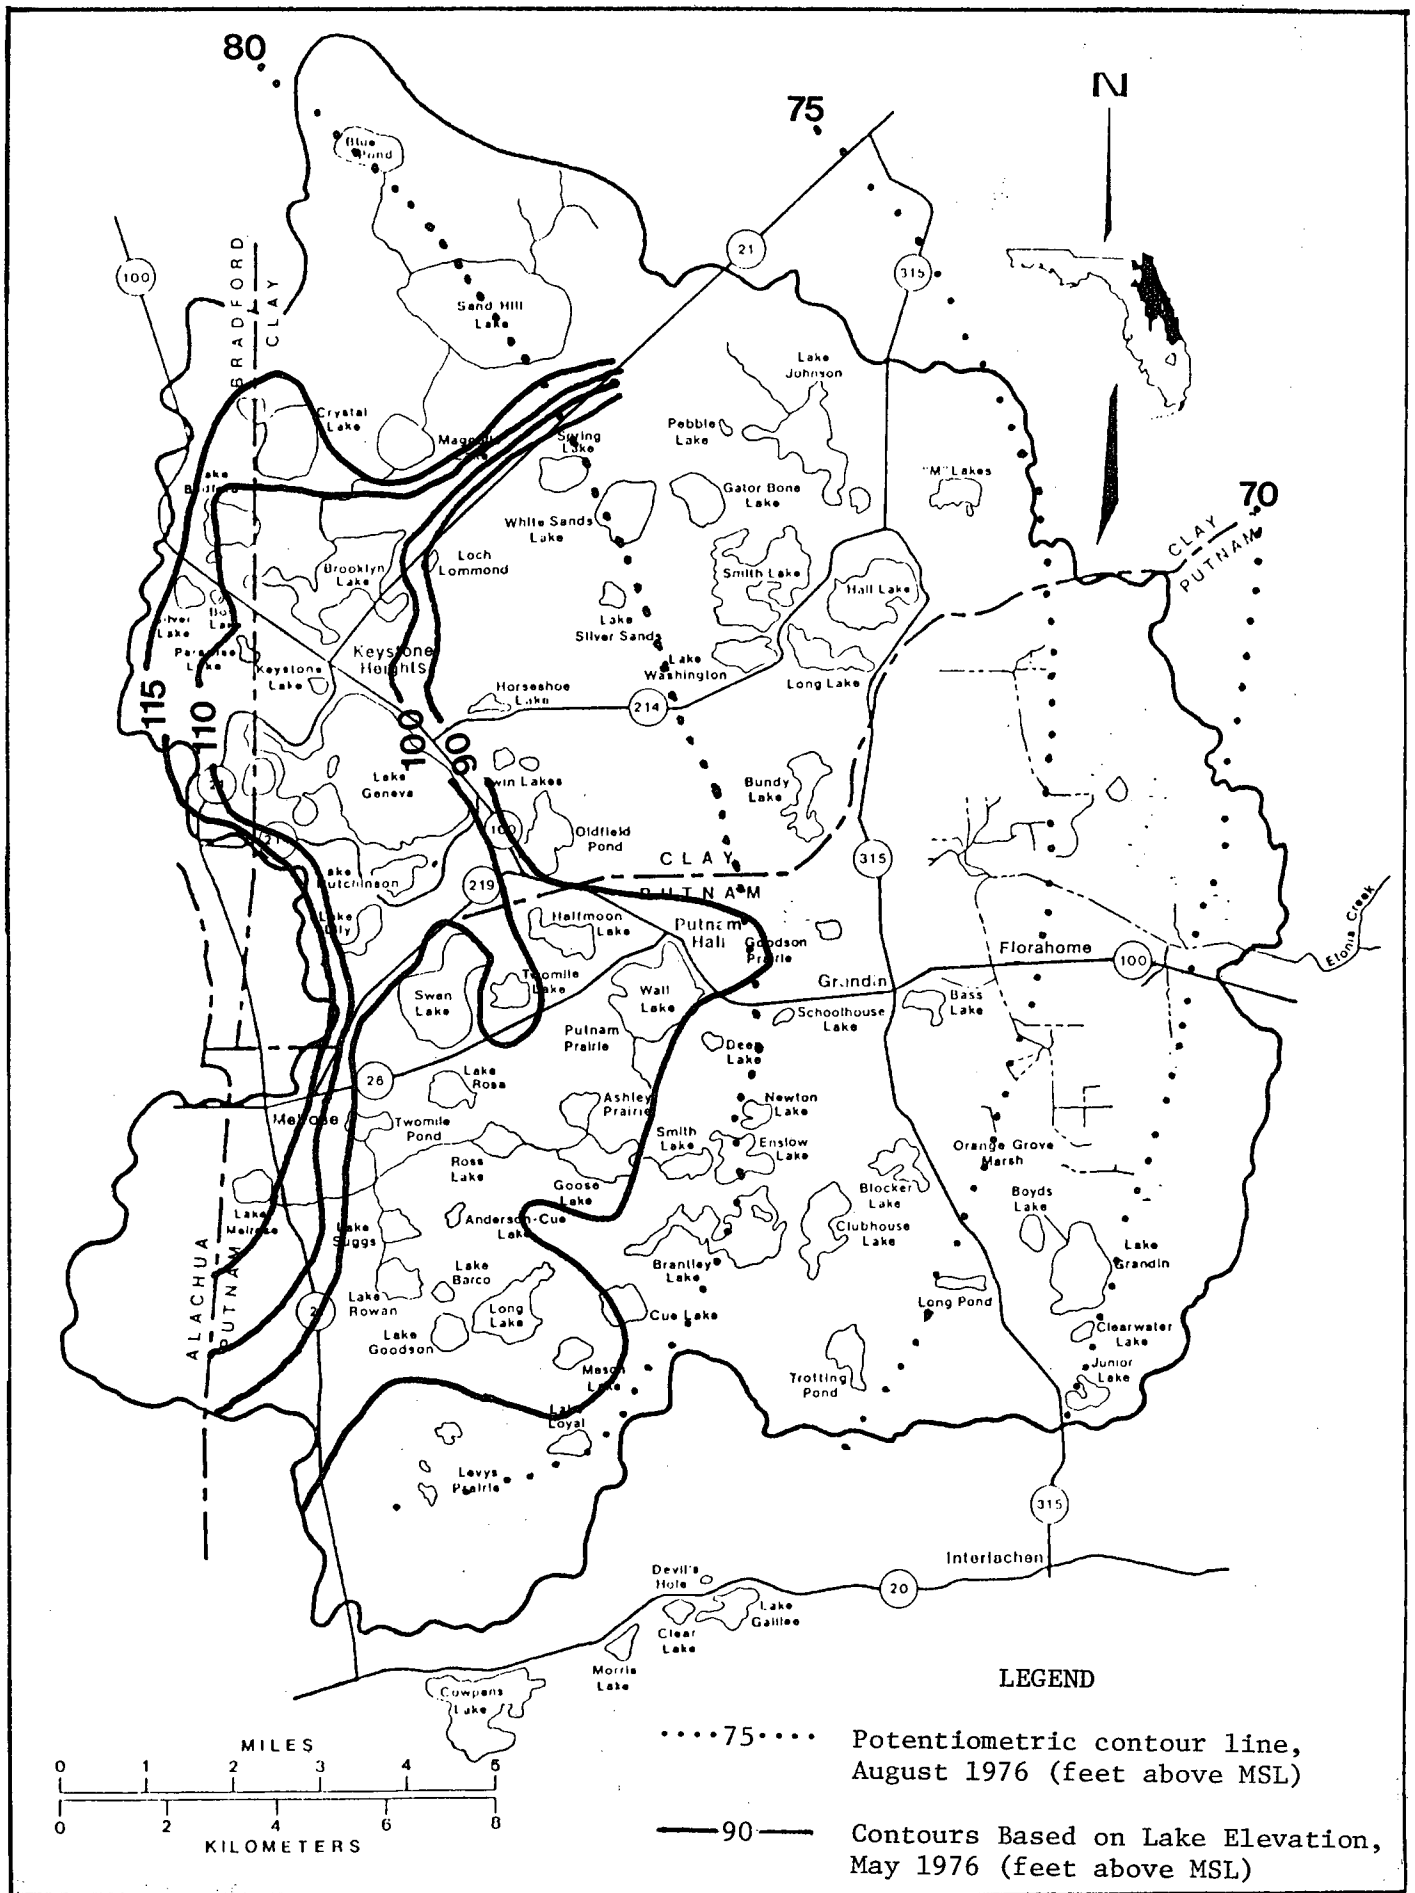 80
75
N
Blue
Pond
21
100
315
BRADFORD
CLAY
Sand Hill
Lake
Lake
Johnson
Crystal
Lake
Pebble
Lake
Spring
Lake
"M" Lakes
Gator Bone
Lake
70
White Sands
Lake
CLAY
PUTNAM
Loch
Lommond
Brooklyn
Lake
Smith Lake
Hall Lake
Lake
Silver Sands
Lake
Keystone
Heights
Lake
Washington
Keystone
Lake
Long Lake
Horseshoe
Lake
214
115
110
100
90
Lake
Geneva
Twin Lakes
Bundy
Lake
21
100
Oldfield
Pond
21
CLAY
PUTNAM
315
Lake
Hutchinson
219
Lake
Lily
Halfmoon
Lake
Putnam
Hall
Goodson
Prairie
Florahome
100
Etonia Creek
Grandin
Twomile
Lake
Swan
Lake
Wall
Lake
Bass
Lake
Schoolhouse
Lake
Putnam
Prairie
Deep
Lake
26
Lake
Rosa
Ashley
Prairie
Newton
Lake
Melrose
Twomile
Pond
Smith
Lake
Enslow
Lake
Orange Grove
Marsh
Ross
Lake
Goose
Lake
Blocker
Lake
Boyds
Lake
Lake
Melrose
Lake
Suggs
Anderson-Cue
Lake
Clubhouse
Lake
Lake
Grandin
ALACHUA
PUTNAM
Lake
Barco
Brantley
Lake
Lake
Rowan
Long
Lake
Cue Lake
Long Pond
Lake
Goodson
Clearwater
Lake
Mason
Lake
Trotting
Pond
Junior
Lake
Lake
Loyal
Levys
Prairie
315
Interlachen
Devil's
Hole
20
Lake
Galilee
Clear
Lake
Morris
Lake
Cowpens
Lake
LEGEND
····75····
Potentiometric contour line,
August 1976 (feet above MSL)
90
Contours Based on Lake Elevation,
May 1976 (feet above MSL)
MILES
0 1 2 3 4 5
0 2 4 6 8
KILOMETERS